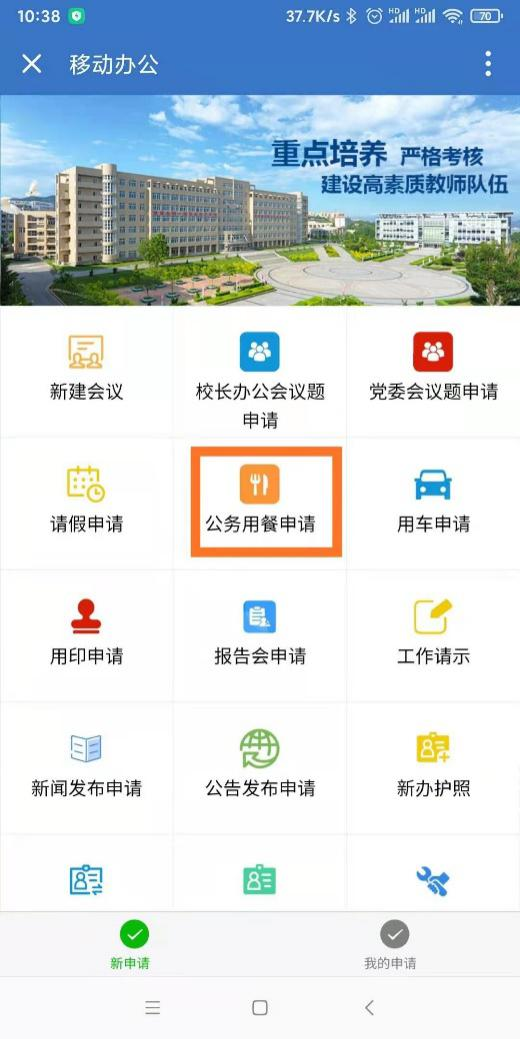 10:38
37.7K/s
HD
HD
70
移动办公
重点培养 严格考核
建设高素质教师队伍
新建会议
校长办公会议题
申请
党委会议题申请
请假申请
公务用餐申请
用车申请
用印申请
报告会申请
工作请示
新闻发布申请
公告发布申请
新办护照
新申请
我的申请